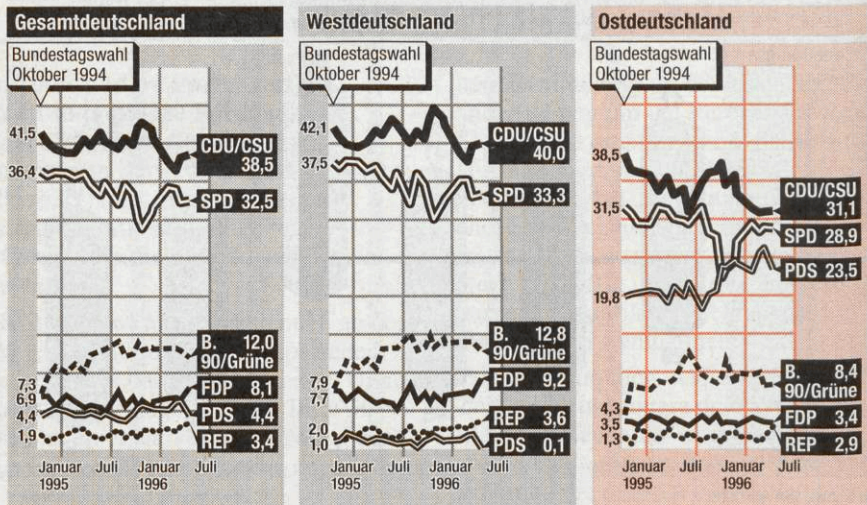 Gesamtdeutschland
Bundestagswahl
Oktober 1994
41,5
36,4
CDU/CSU
38,5
SPD 32,5
7,3
6,9
4,4
1,9
B. 12,0
90/Grüne
FDP 8,1
PDS 4,4
REP 3,4
Januar
1995
Juli
Januar
1996
Juli
Westdeutschland
Bundestagswahl
Oktober 1994
42,1
37,5
CDU/CSU
40,0
SPD 33,3
7,9
7,7
2,0
1,0
B. 12,8
90/Grüne
FDP 9,2
REP 3,6
PDS 0,1
Januar
1995
Juli
Januar
1996
Juli
Ostdeutschland
Bundestagswahl
Oktober 1994
38,5
31,5
19,8
CDU/CSU
31,1
SPD 28,9
PDS 23,5
4,3
3,5
1,3
B. 8,4
90/Grüne
FDP 3,4
REP 2,9
Januar
1995
Juli
Januar
1996
Juli